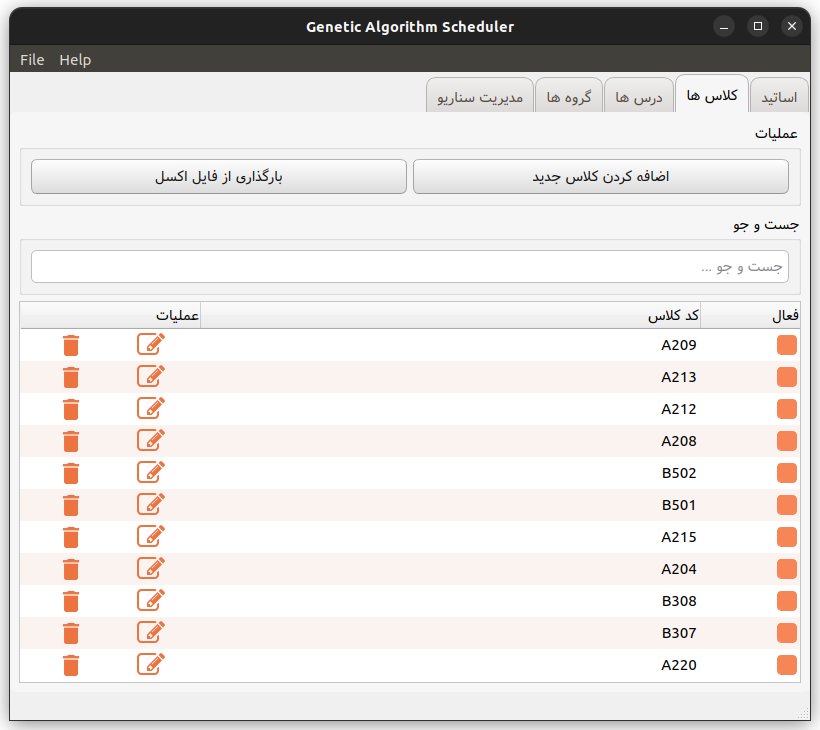 Genetic Algorithm Scheduler
File Help
اساتید کلاس ها درس ها گروه ها مدیریت سناریو
عملیات
اضافه کردن کلاس جدید بارگذاری از فایل اکسل
جست و جو
جست و جو ...
فعال کد کلاس عملیات
A209
A213
A212
A208
B502
B501
A215
A204
B308
B307
A220